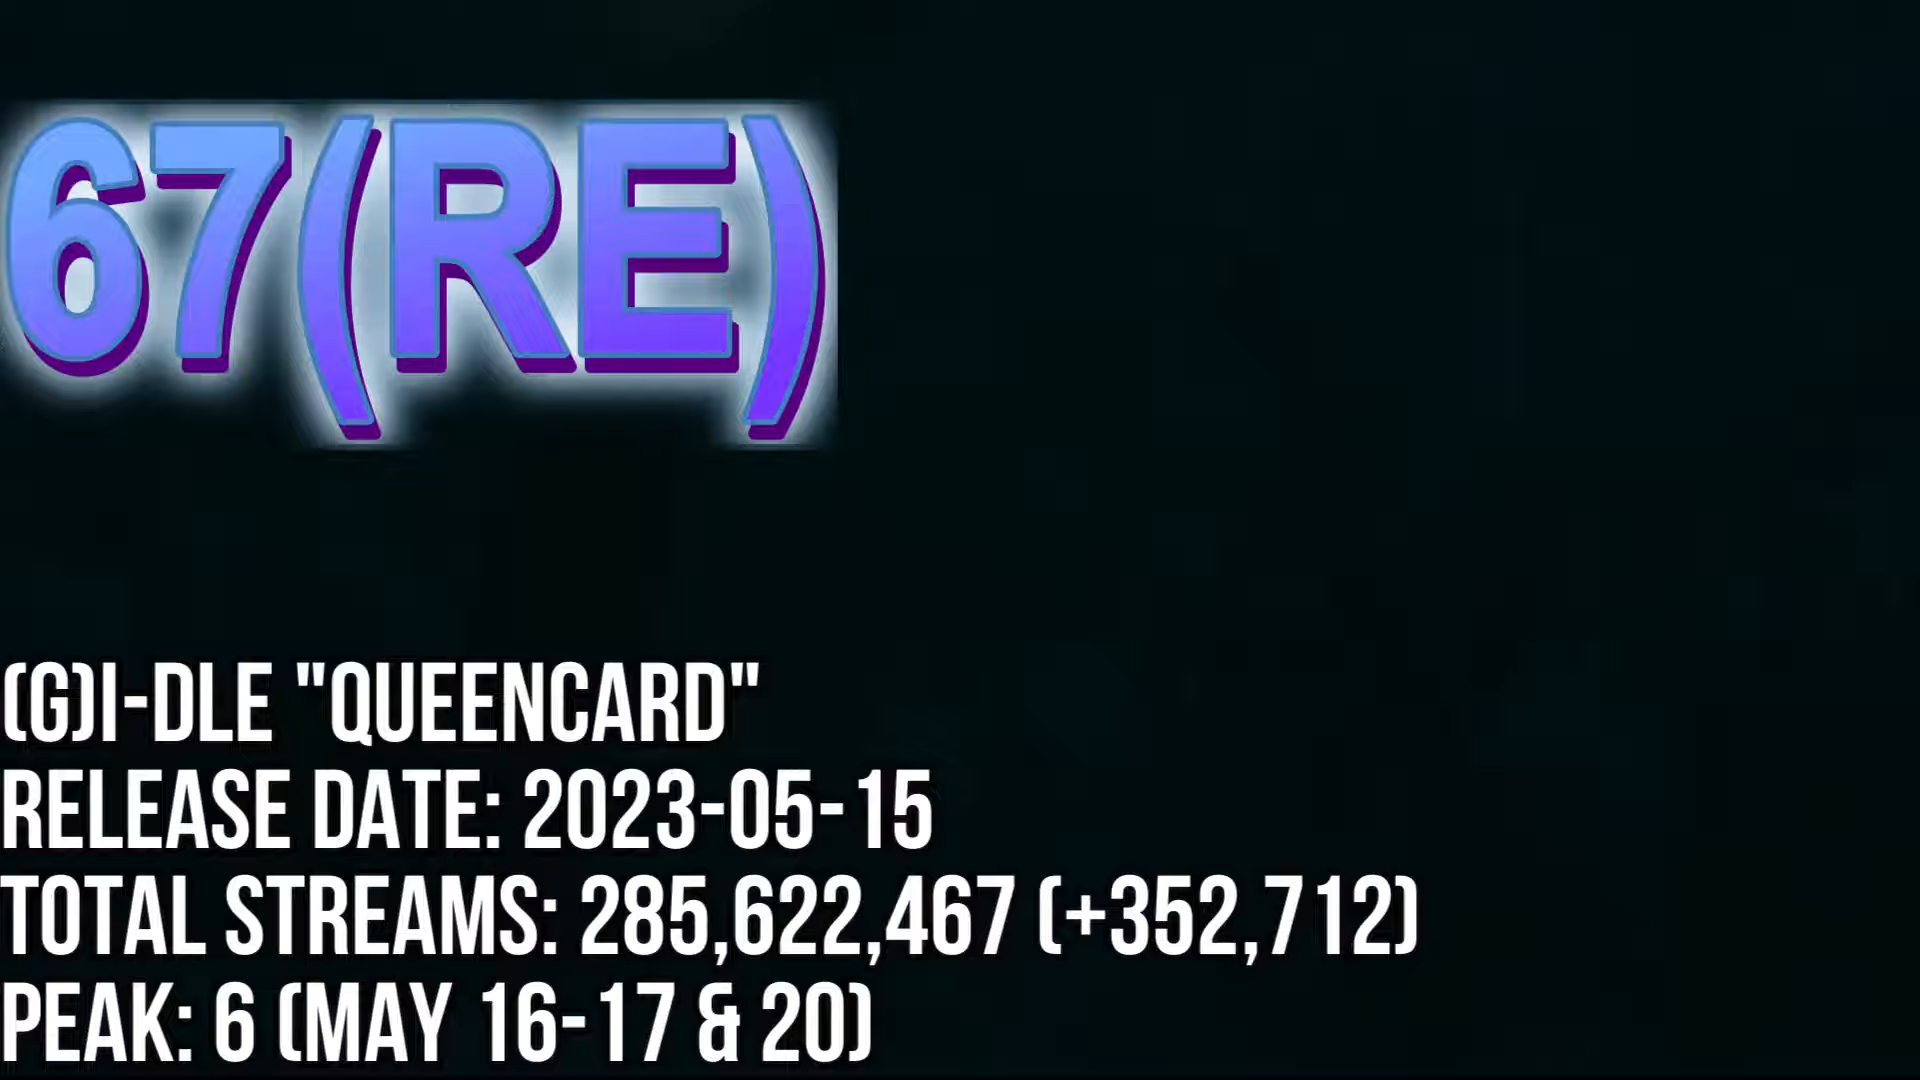 67(RE)
(G)I-DLE "QUEENCARD"
RELEASE DATE: 2023-05-15
TOTAL STREAMS: 285,622,467 (+352,712)
PEAK: 6 (MAY 16-17 & 20)